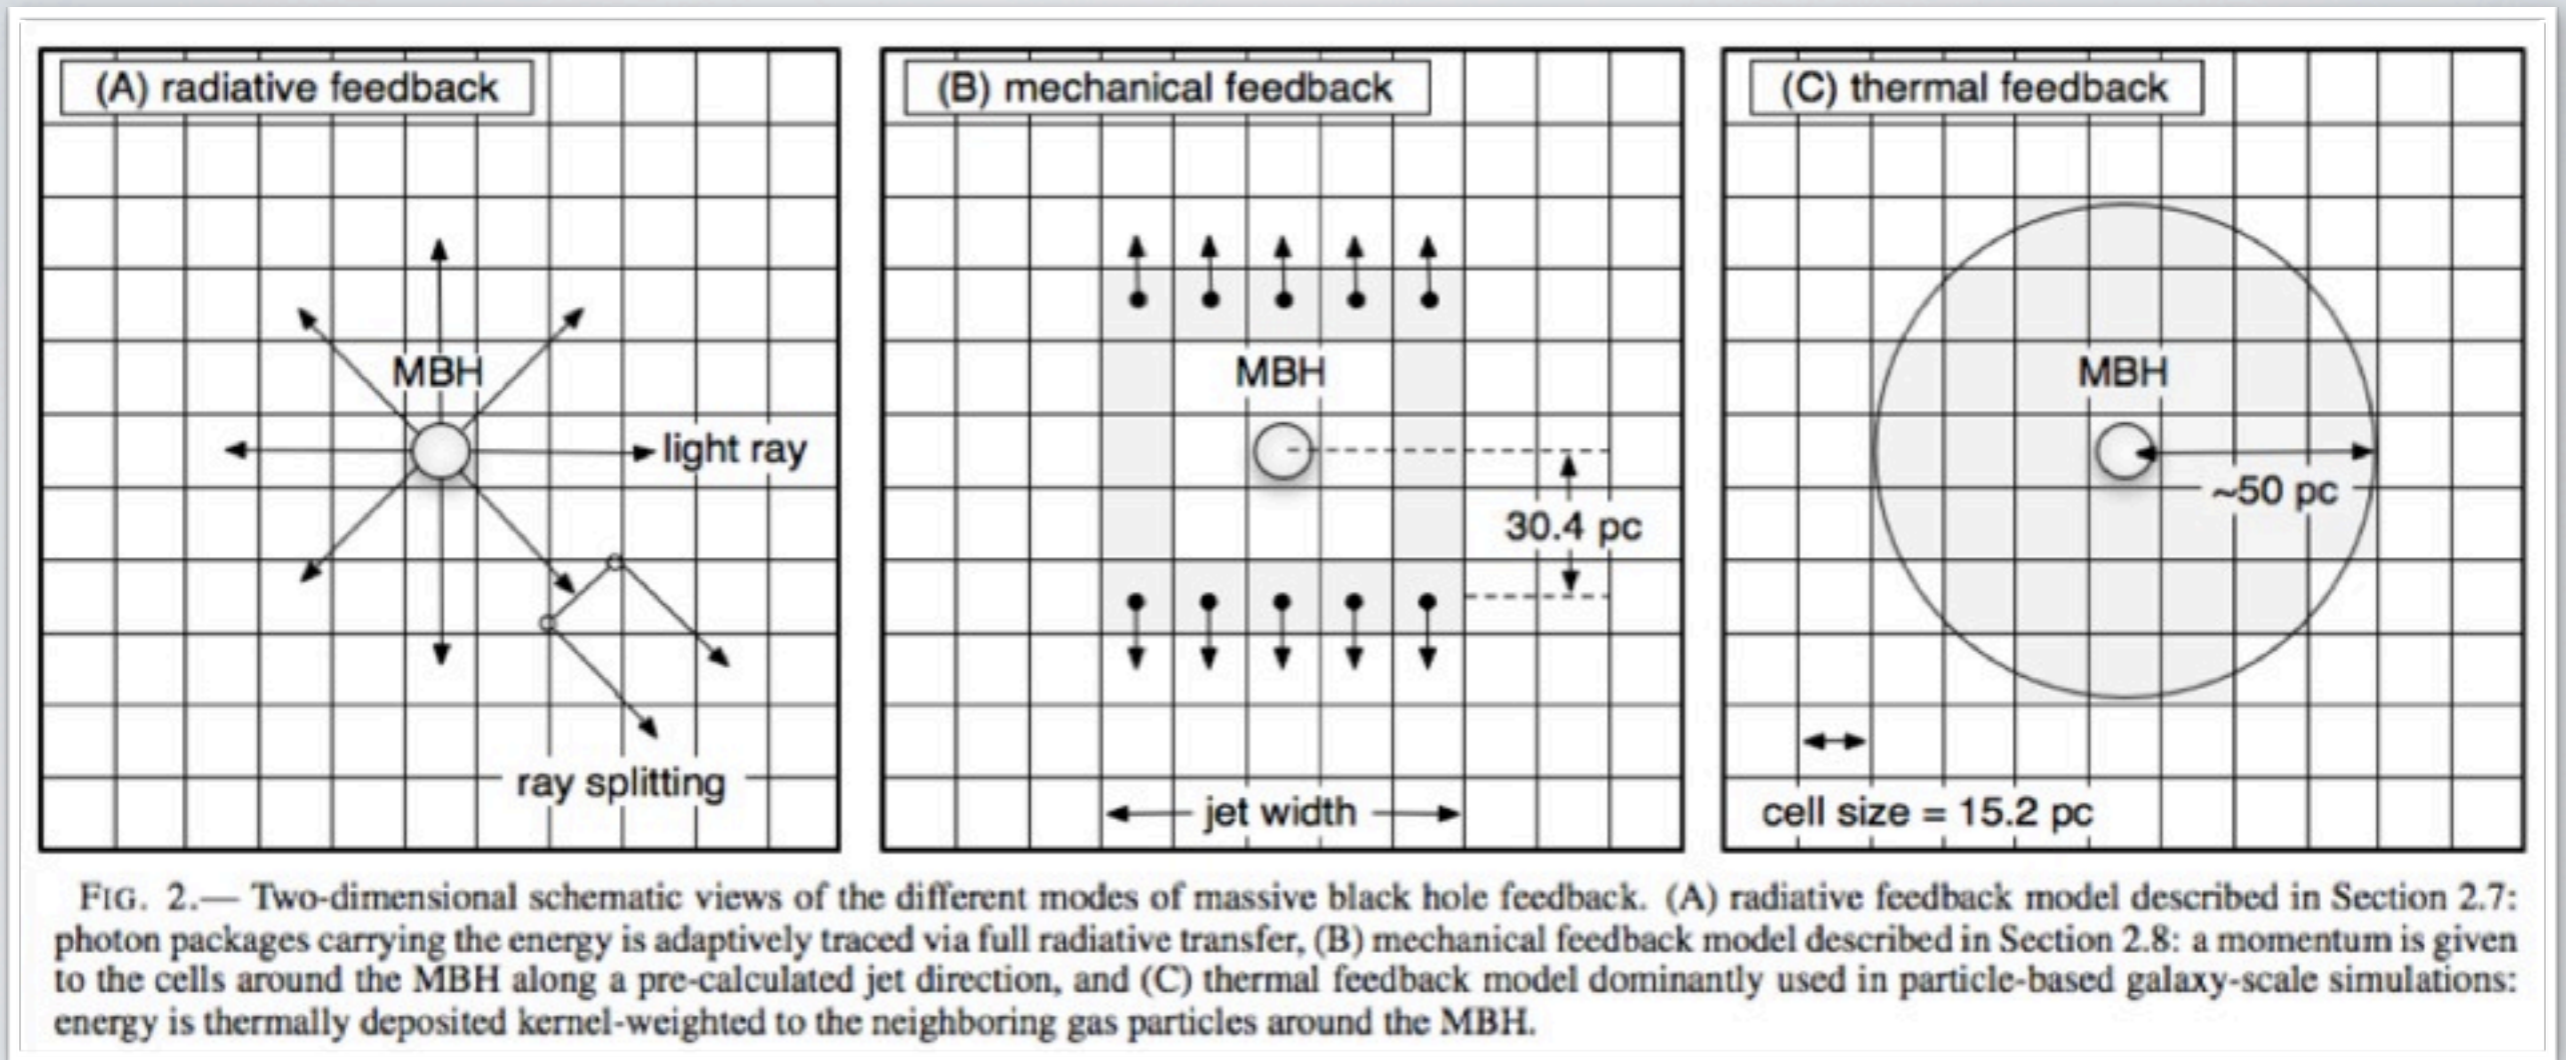 (A) radiative feedback
MBH
light ray
ray splitting
(B) mechanical feedback
MBH
30.4 pc
jet width
(C) thermal feedback
MBH
~50 pc
cell size = 15.2 pc
FIG. 2.— Two-dimensional schematic views of the different modes of massive black hole feedback. (A) radiative feedback model described in Section 2.7:
photon packages carrying the energy is adaptively traced via full radiative transfer, (B) mechanical feedback model described in Section 2.8: a momentum is given
to the cells around the MBH along a pre-calculated jet direction, and (C) thermal feedback model dominantly used in particle-based galaxy-scale simulations:
energy is thermally deposited kernel-weighted to the neighboring gas particles around the MBH.